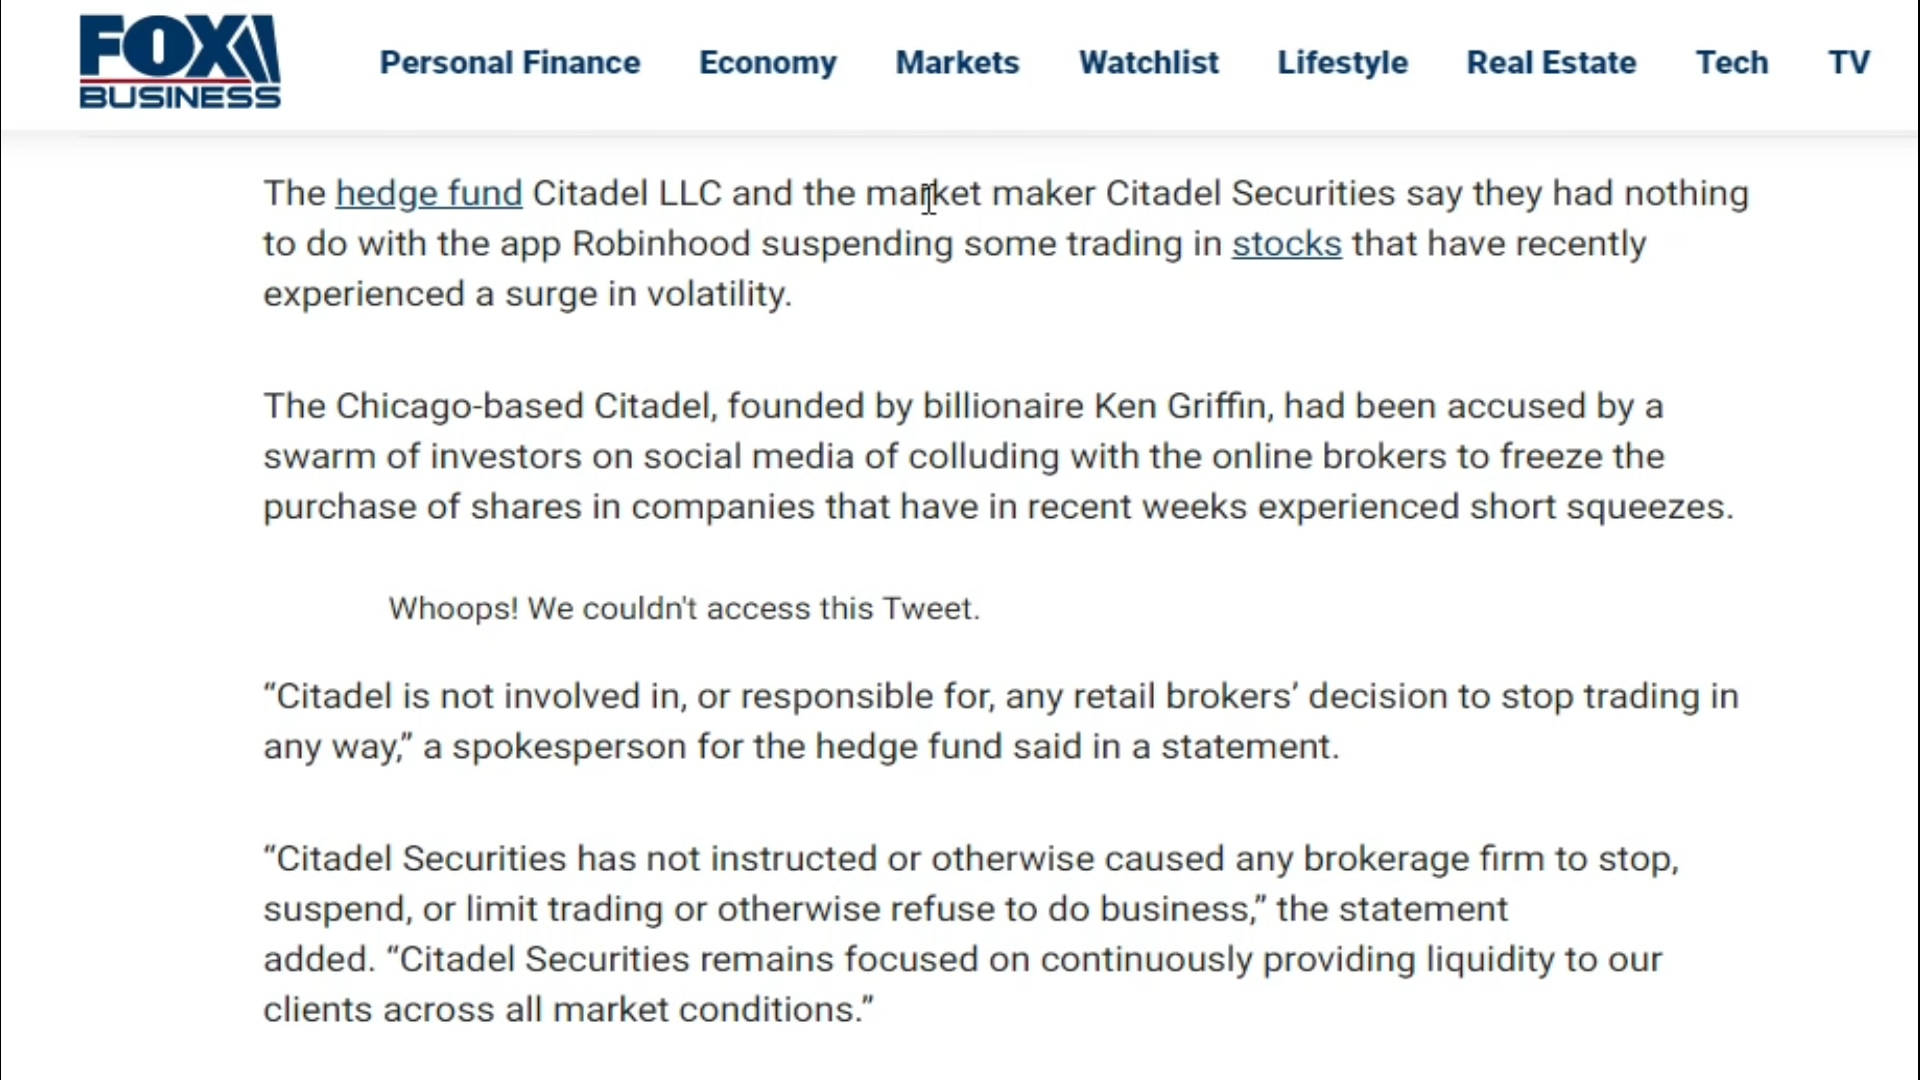 FOX BUSINESS
Personal Finance Economy Markets Watchlist Lifestyle Real Estate Tech TV
The hedge fund Citadel LLC and the market maker Citadel Securities say they had nothing
to do with the app Robinhood suspending some trading in stocks that have recently
experienced a surge in volatility.
The Chicago-based Citadel, founded by billionaire Ken Griffin, had been accused by a
swarm of investors on social media of colluding with the online brokers to freeze the
purchase of shares in companies that have in recent weeks experienced short squeezes.
Whoops! We couldn't access this Tweet.
“Citadel is not involved in, or responsible for, any retail brokers’ decision to stop trading in
any way,” a spokesperson for the hedge fund said in a statement.
“Citadel Securities has not instructed or otherwise caused any brokerage firm to stop,
suspend, or limit trading or otherwise refuse to do business,” the statement
added. “Citadel Securities remains focused on continuously providing liquidity to our
clients across all market conditions.”